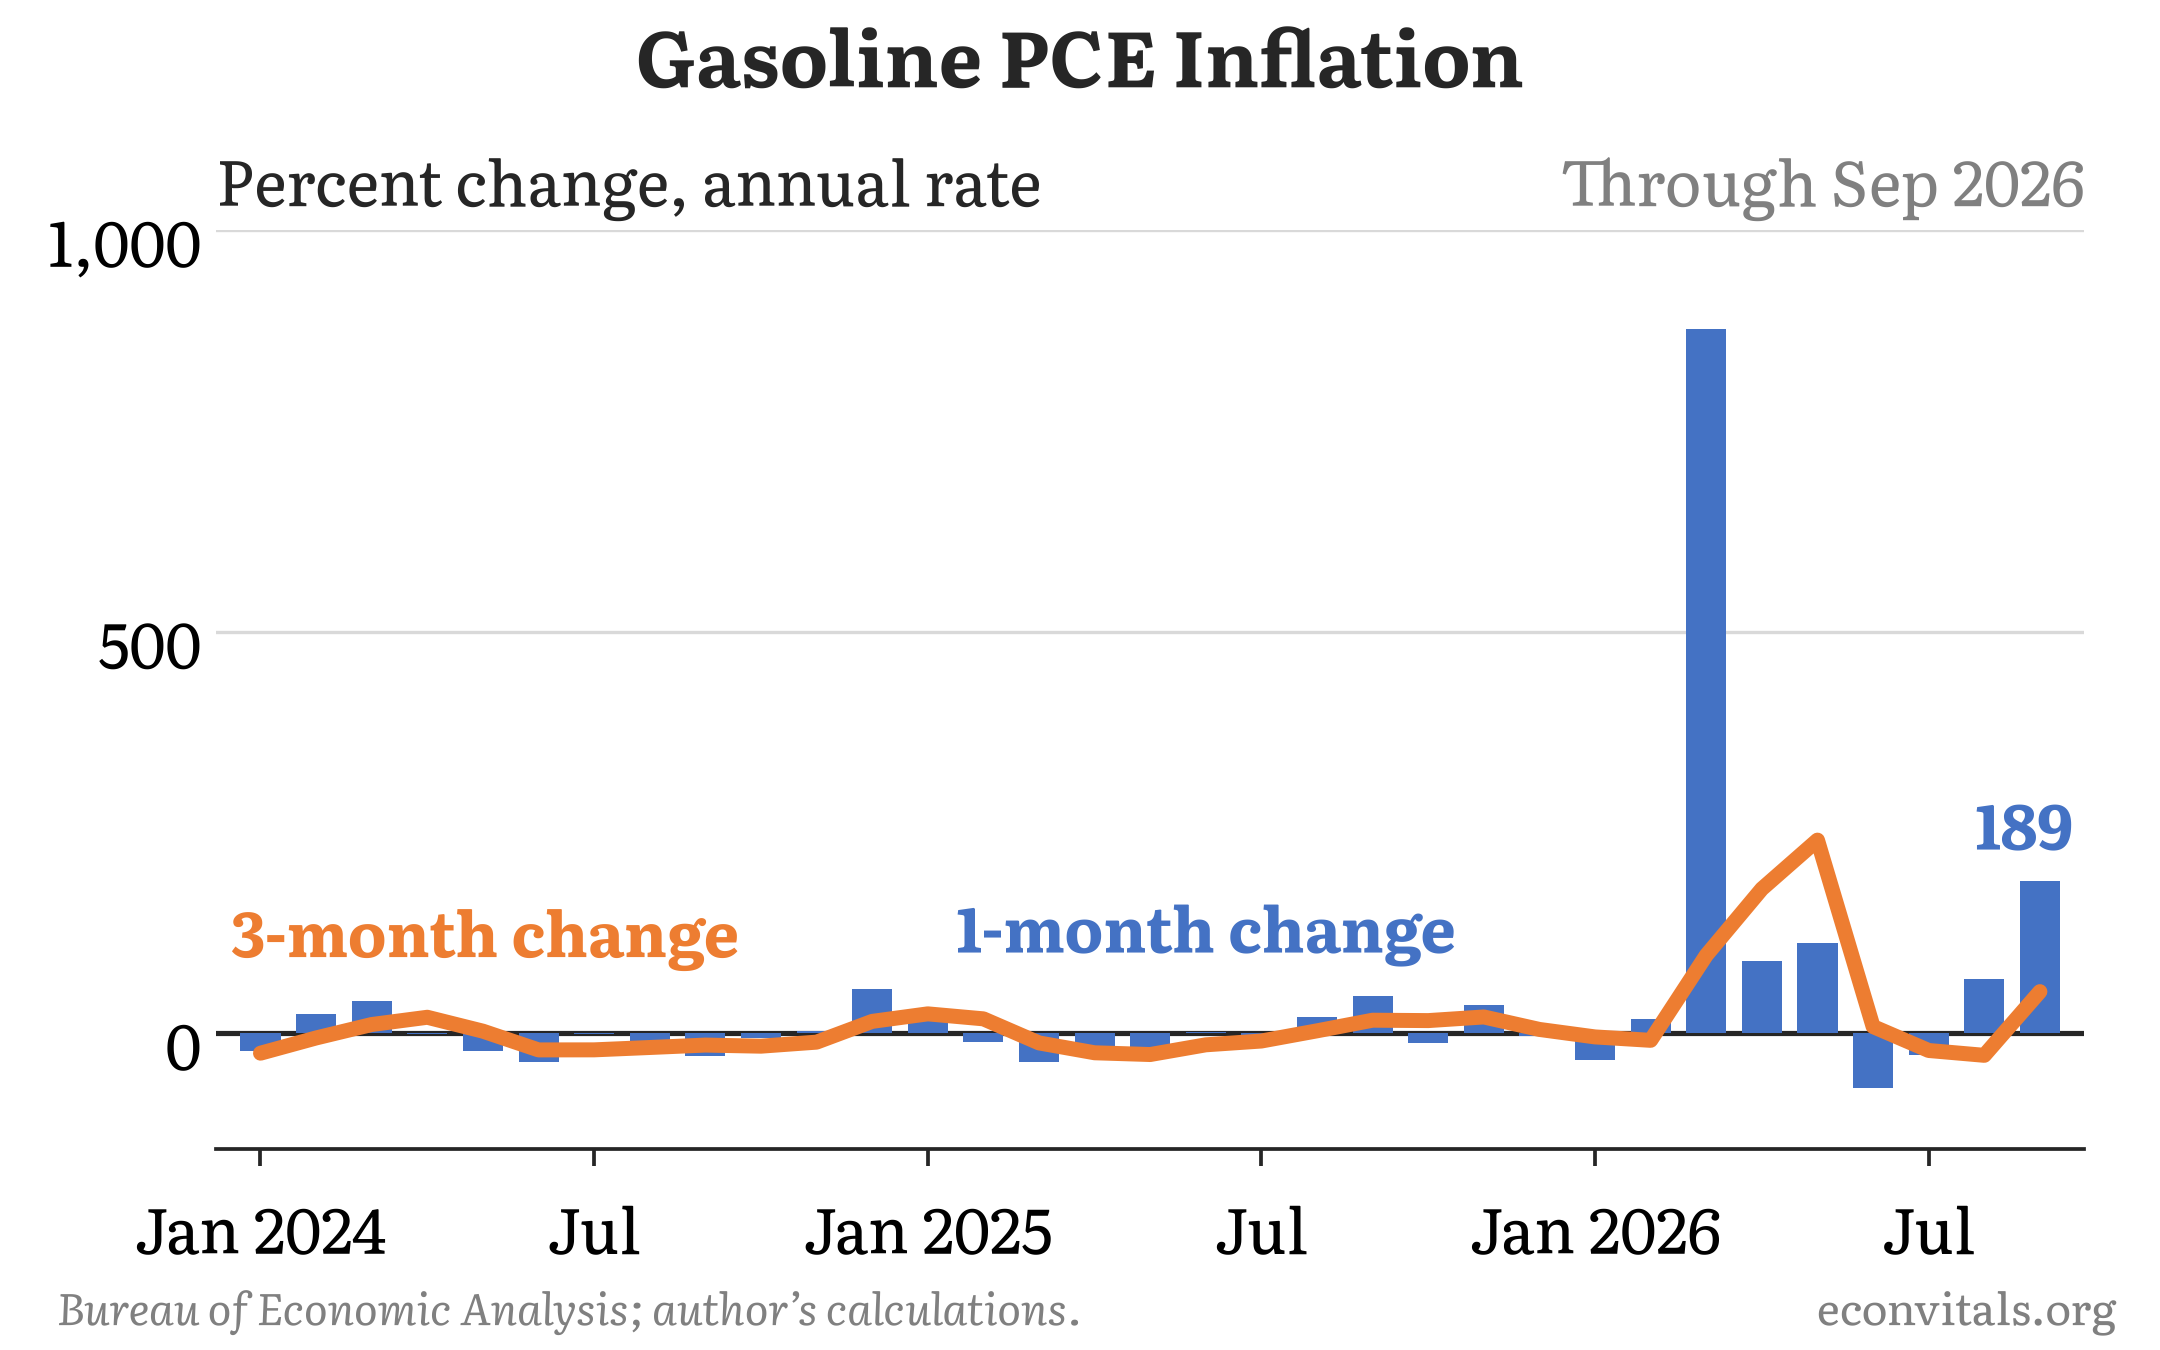 Gasoline PCE Inflation
Percent change, annual rate
Through Sep 2026
1,000
500
0
189
3-month change
1-month change
Jan 2024
Jul
Jan 2025
Jul
Jan 2026
Jul
Bureau of Economic Analysis; author’s calculations.
econvitals.org